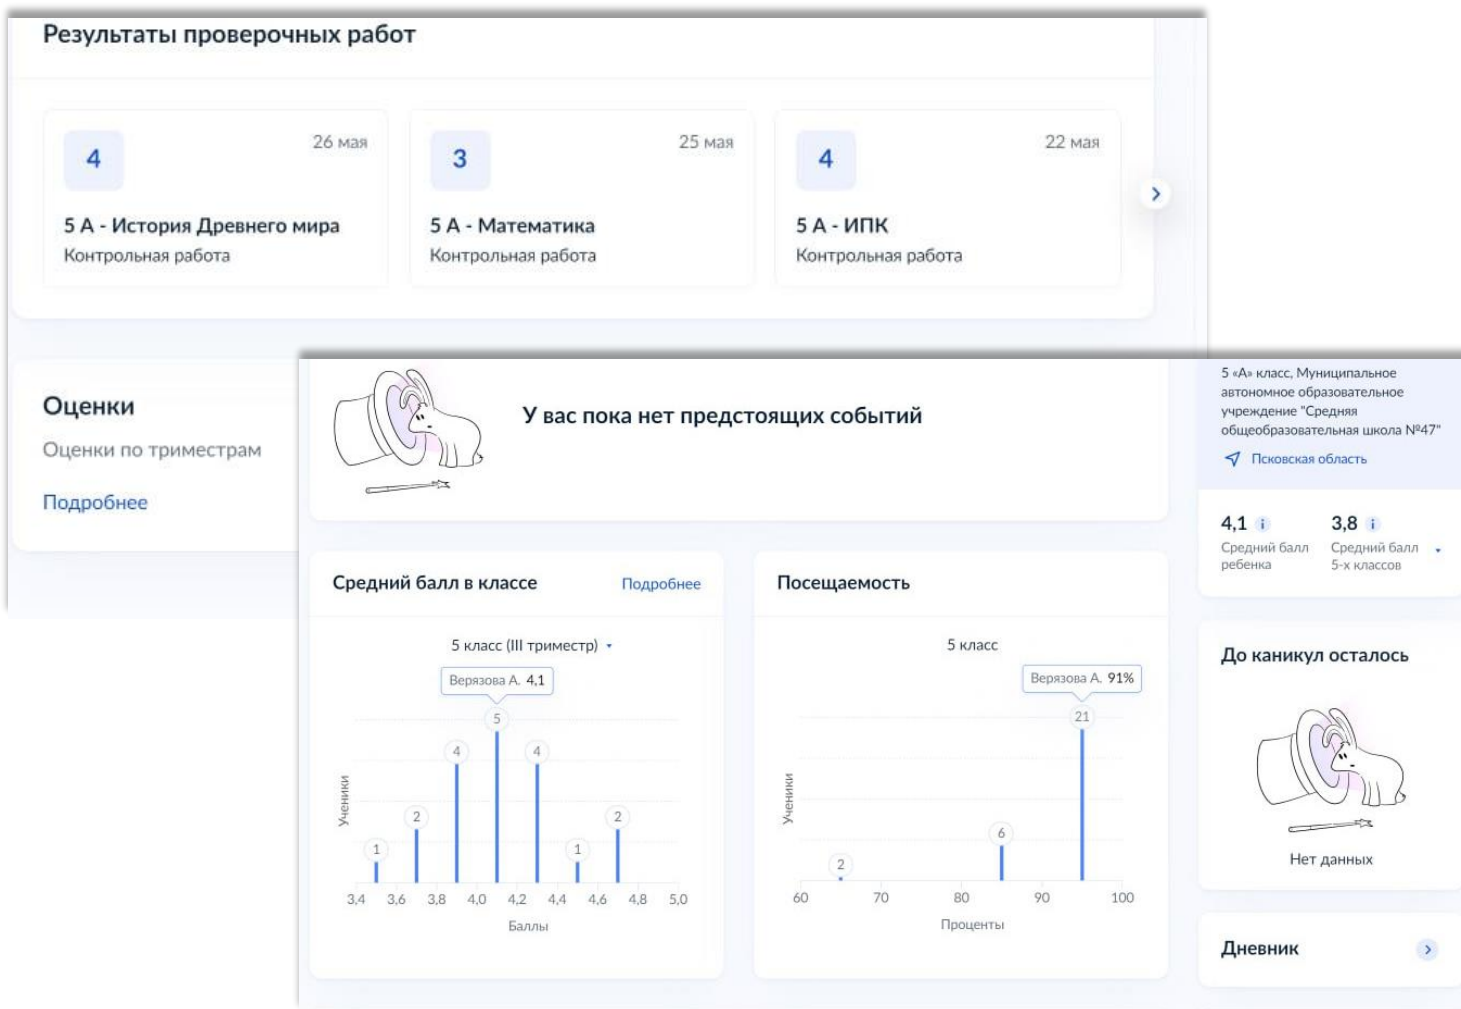 Результаты проверочных работ
4
26 мая
5 А - История Древнего мира
Контрольная работа
3
25 мая
5 А - Математика
Контрольная работа
4
22 мая
5 А - ИПК
Контрольная работа
Оценки
Оценки по триместрам
Подробнее
У вас пока нет предстоящих событий
5 «А» класс, Муниципальное
автономное образовательное
учреждение "Средняя
общеобразовательная школа №47"
Псковская область
4,1 i
Средний балл
ребенка
3,8 i
Средний балл
5-х классов
Средний балл в классе
Подробнее
5 класс (III триместр)
Верязова А. 4,1
1
2
4
5
4
1
2
Ученики
3,4 3,6 3,8 4,0 4,2 4,4 4,6 4,8 5,0
Баллы
Посещаемость
5 класс
Верязова А. 91%
2
6
21
Ученики
60 70 80 90 100
Проценты
До каникул осталось
Нет данных
Дневник